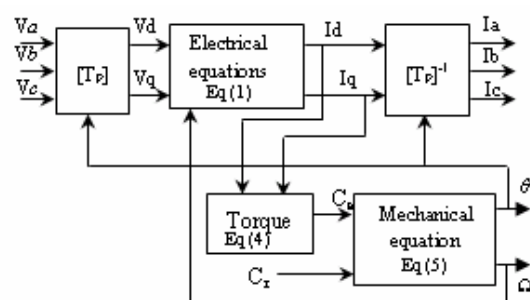 Va
Vb
Vc
[Tp]
Vd
Vq
Electrical
equations
Eq(1)
Id
Iq
[Tp]-1
Ia
Ib
Ic
θ
Torque
Eq(4)
Cr
Mechanical
equation
Eq(5)
Ω